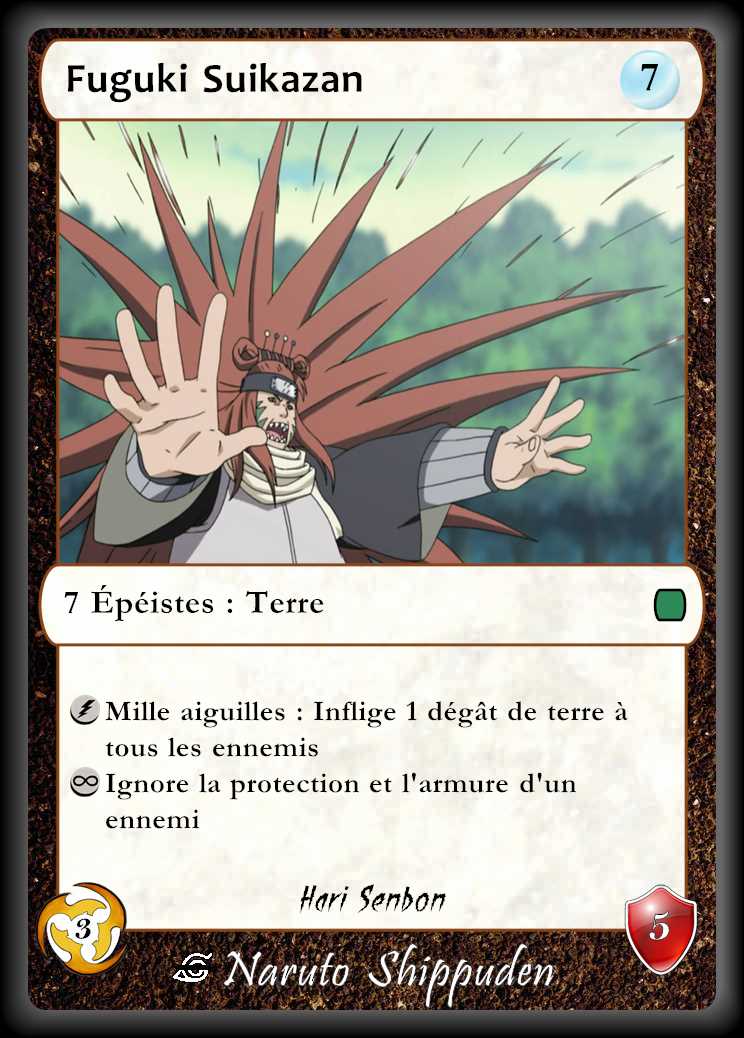 Fuguki Suikazan
7
7 Épéistes : Terre
Mille aiguilles : Inflige 1 dégât de terre à
tous les ennemis
Ignore la protection et l'armure d'un
ennemi
Hari Senbon
3
5
Naruto Shippuden